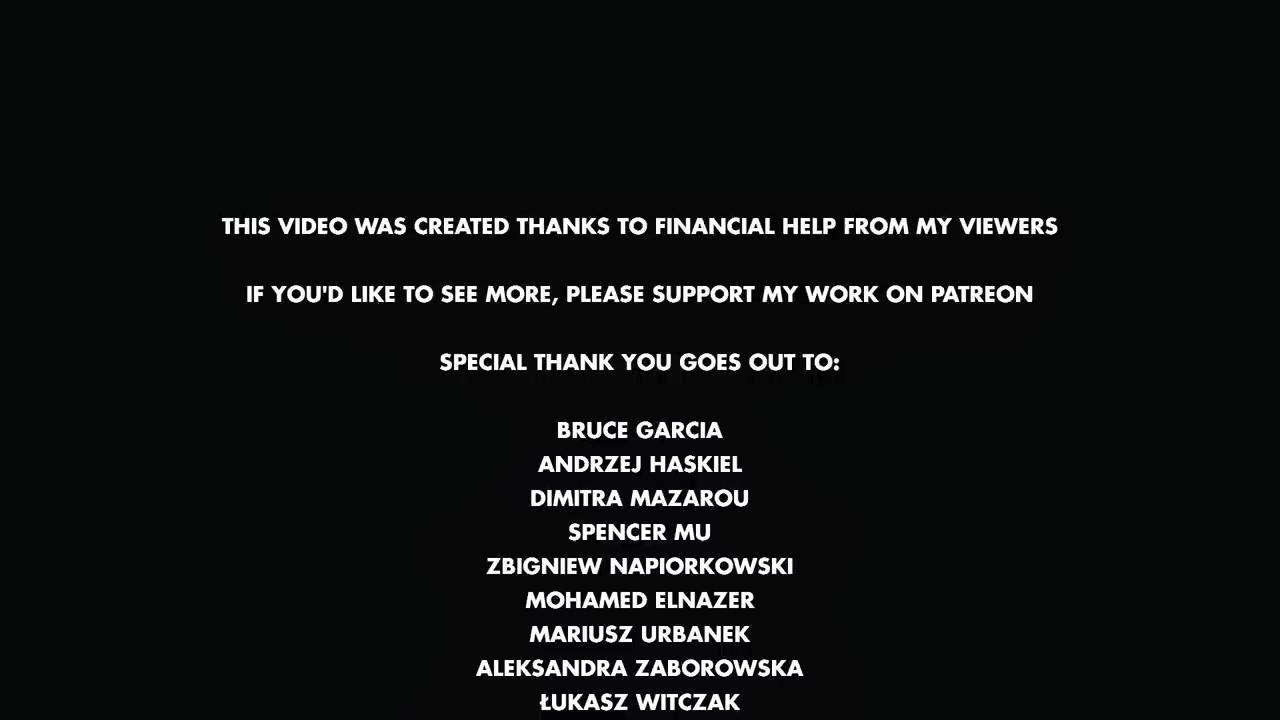 THIS VIDEO WAS CREATED THANKS TO FINANCIAL HELP FROM MY VIEWERS
IF YOU'D LIKE TO SEE MORE, PLEASE SUPPORT MY WORK ON PATREON
SPECIAL THANK YOU GOES OUT TO:
BRUCE GARCIA
ANDRZEJ HASKIEL
DIMITRA MAZAROU
SPENCER MU
ZBIGNIEW NAPIORKOWSKI
MOHAMED ELNAZER
MARIUSZ URBANEK
ALEKSANDRA ZABOROWSKA
ŁUKASZ WITCZAK